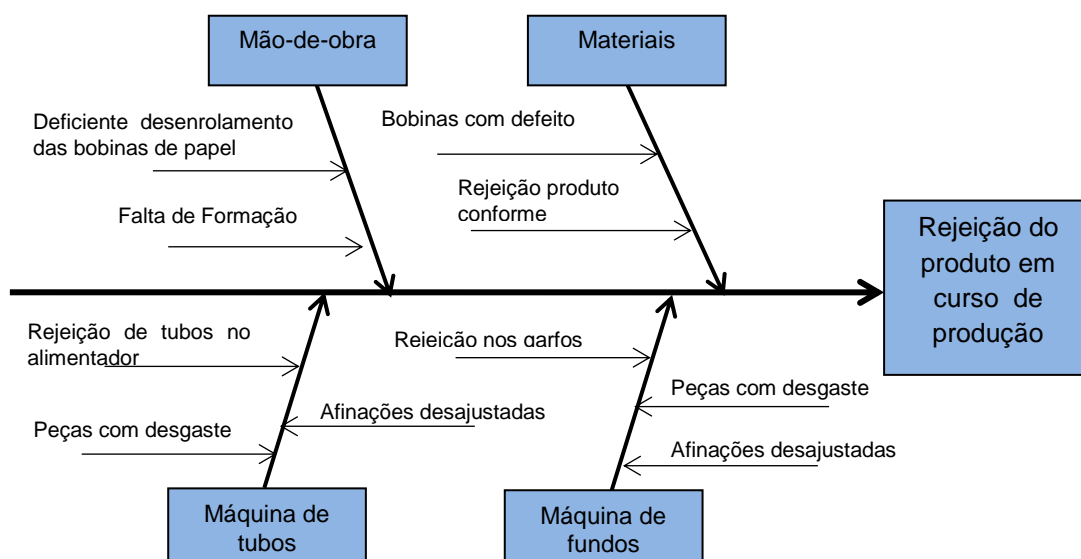 Mão-de-obra
Materiais
Deficiente desenrolamento
das bobinas de papel
Falta de Formação
Bobinas com defeito
Rejeição produto
conforme
Rejeição do
produto em
curso de
produção
Rejeição de tubos no
alimentador
Peças com desgaste
Afinações desajustadas
Rejeição nos garfos
Peças com desgaste
Afinações desajustadas
Máquina de
tubos
Máquina de
fundos